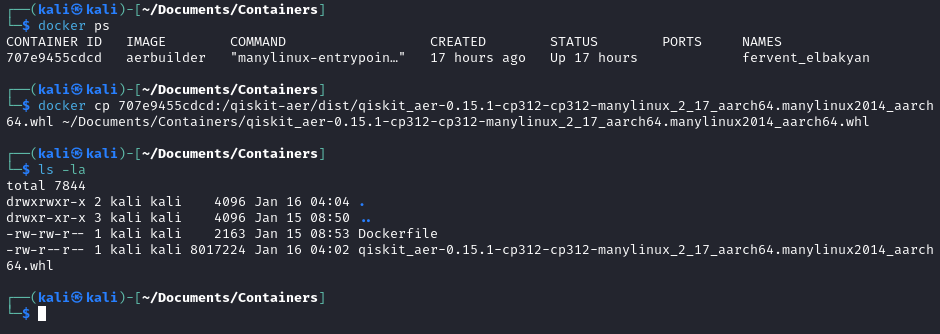 ┌──(kali㉿kali)-[~/Documents/Containers]
└─$ docker ps
CONTAINER ID   IMAGE        COMMAND                  CREATED        STATUS        PORTS     NAMES
707e9455cdcd   aerbuilder   "manylinux-entrypoin…"   17 hours ago   Up 17 hours             fervent_elbakyan
┌──(kali㉿kali)-[~/Documents/Containers]
└─$ docker cp 707e9455cdcd:/qiskit-aer/dist/qiskit_aer-0.15.1-cp312-cp312-manylinux_2_17_aarch64.manylinux2014_aarch
64.whl ~/Documents/Containers/qiskit_aer-0.15.1-cp312-cp312-manylinux_2_17_aarch64.manylinux2014_aarch64.whl
┌──(kali㉿kali)-[~/Documents/Containers]
└─$ ls -la
total 7844
drwxrwxr-x 2 kali kali    4096 Jan 16 04:04 .
drwxr-xr-x 3 kali kali    4096 Jan 15 08:50 ..
-rw-rw-r-- 1 kali kali    2163 Jan 15 08:53 Dockerfile
-rw-r--r-- 1 kali kali 8017224 Jan 16 04:02 qiskit_aer-0.15.1-cp312-cp312-manylinux_2_17_aarch64.manylinux2014_aarch
64.whl
┌──(kali㉿kali)-[~/Documents/Containers]
└─$